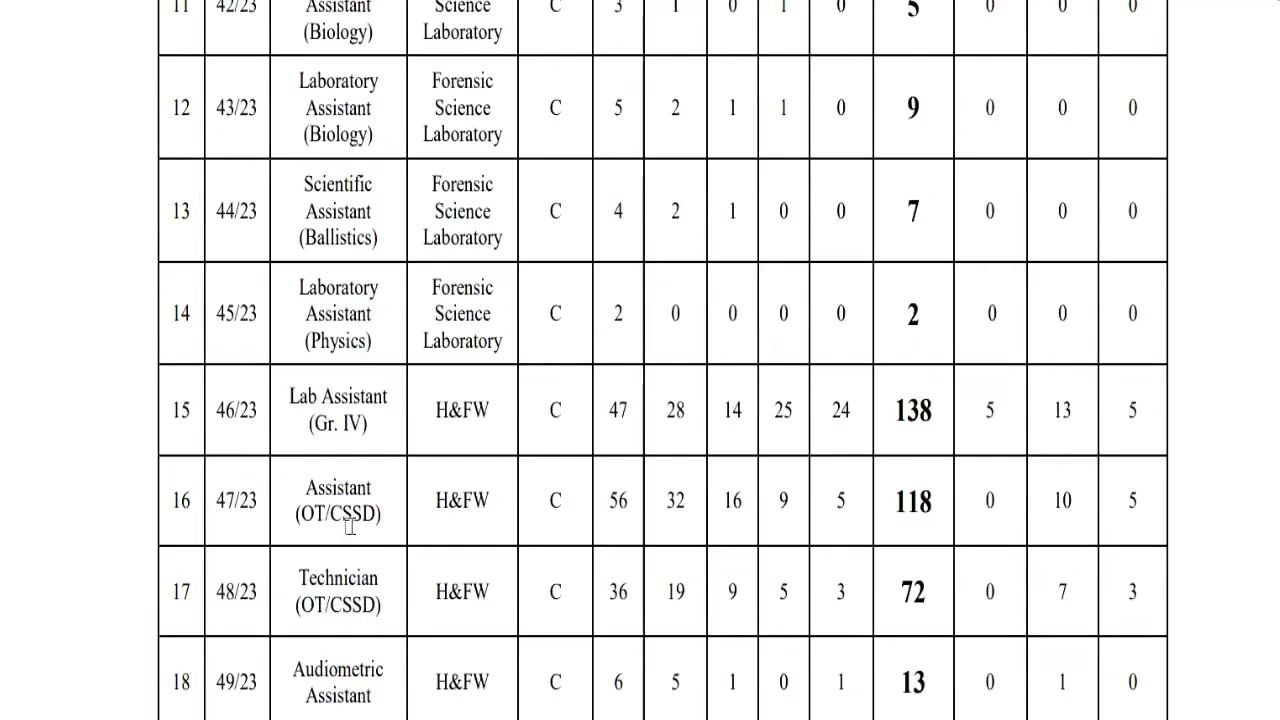 11 42/23 Assistant (Biology) Science Laboratory C 3 1 0 1 0 5 0 0 0
12 43/23 Laboratory Assistant (Biology) Forensic Science Laboratory C 5 2 1 1 0 9 0 0 0
13 44/23 Scientific Assistant (Ballistics) Forensic Science Laboratory C 4 2 1 0 0 7 0 0 0
14 45/23 Laboratory Assistant (Physics) Forensic Science Laboratory C 2 0 0 0 0 2 0 0 0
15 46/23 Lab Assistant (Gr. IV) H&FW C 47 28 14 25 24 138 5 13 5
16 47/23 Assistant (OT/CSSD) H&FW C 56 32 16 9 5 118 0 10 5
17 48/23 Technician (OT/CSSD) H&FW C 36 19 9 5 3 72 0 7 3
18 49/23 Audiometric Assistant H&FW C 6 5 1 0 1 13 0 1 0